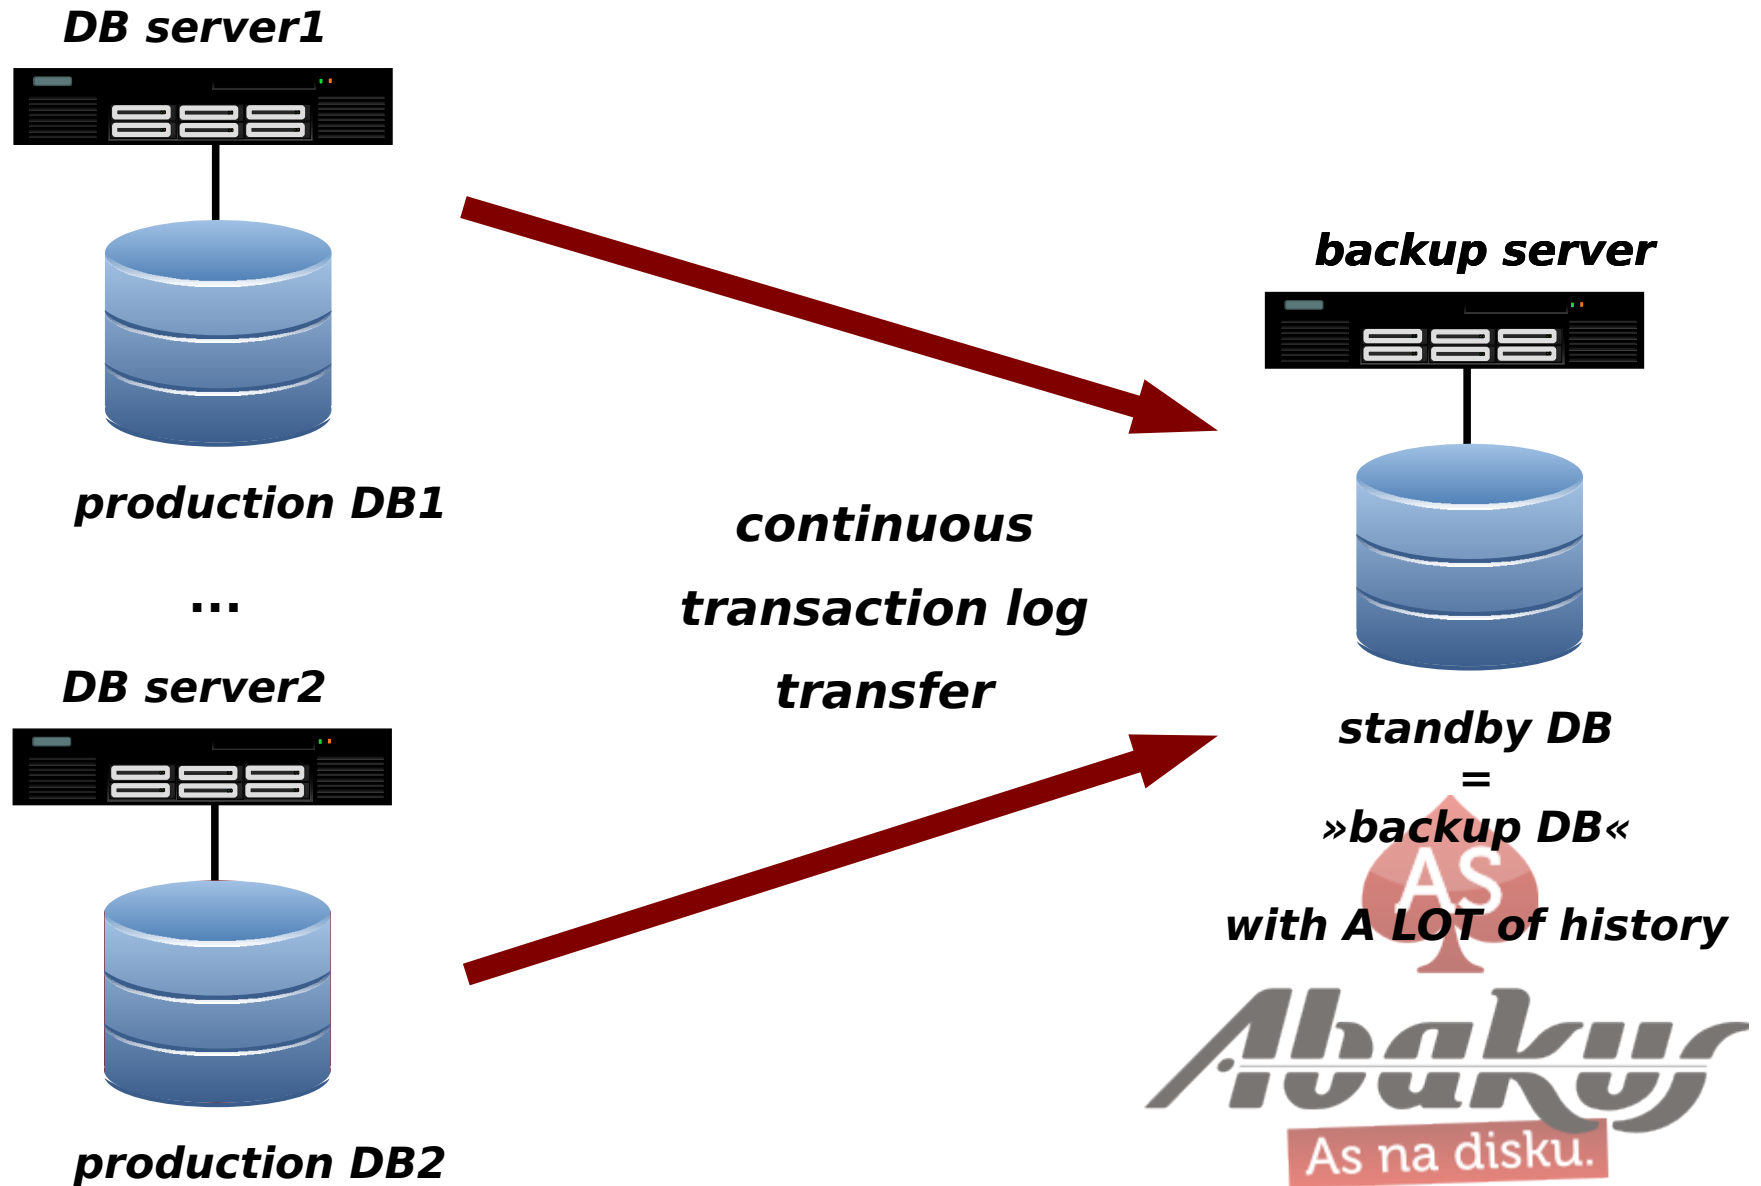 DB server1
production DB1
...
DB server2
production DB2
continuous
transaction log
transfer
backup server
standby DB
=
»backup DB«
with A LOT of history
AS
Abakus
As na disku.